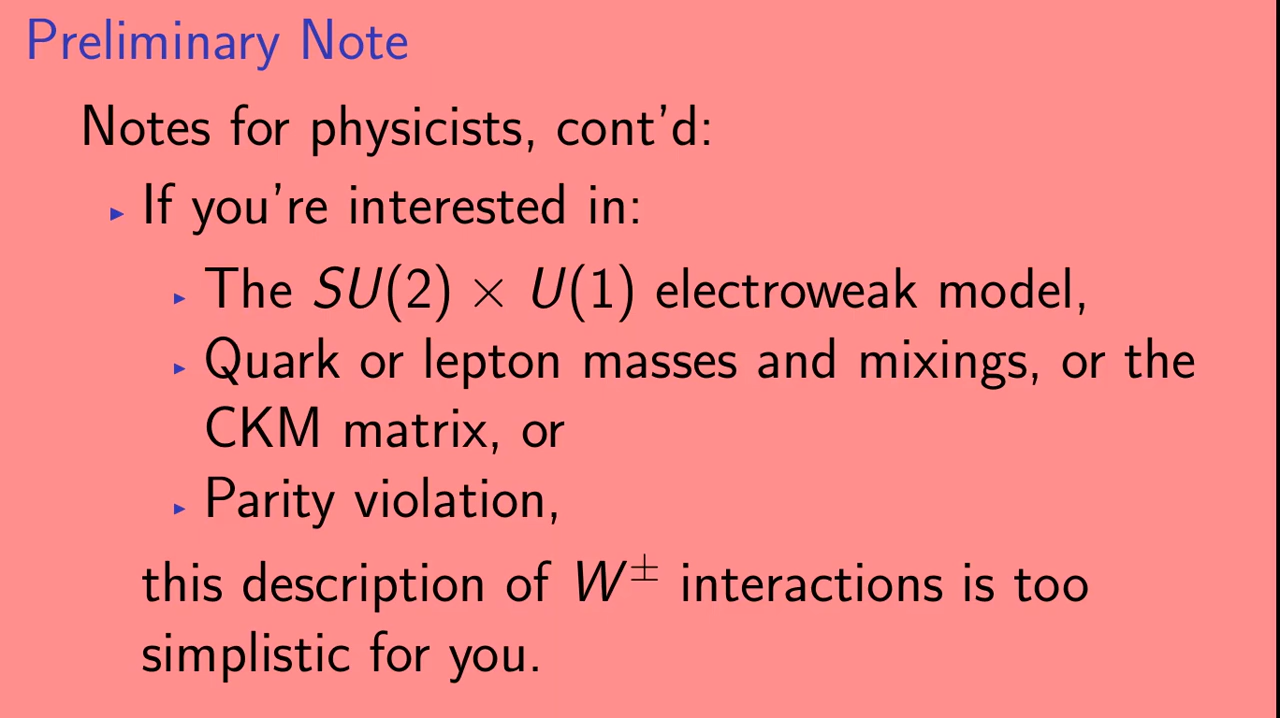 Preliminary Note
Notes for physicists, cont'd:
▸ If you're interested in:
▸ The SU(2) × U(1) electroweak model,
▸ Quark or lepton masses and mixings, or the
CKM matrix, or
▸ Parity violation,
this description of W± interactions is too
simplistic for you.